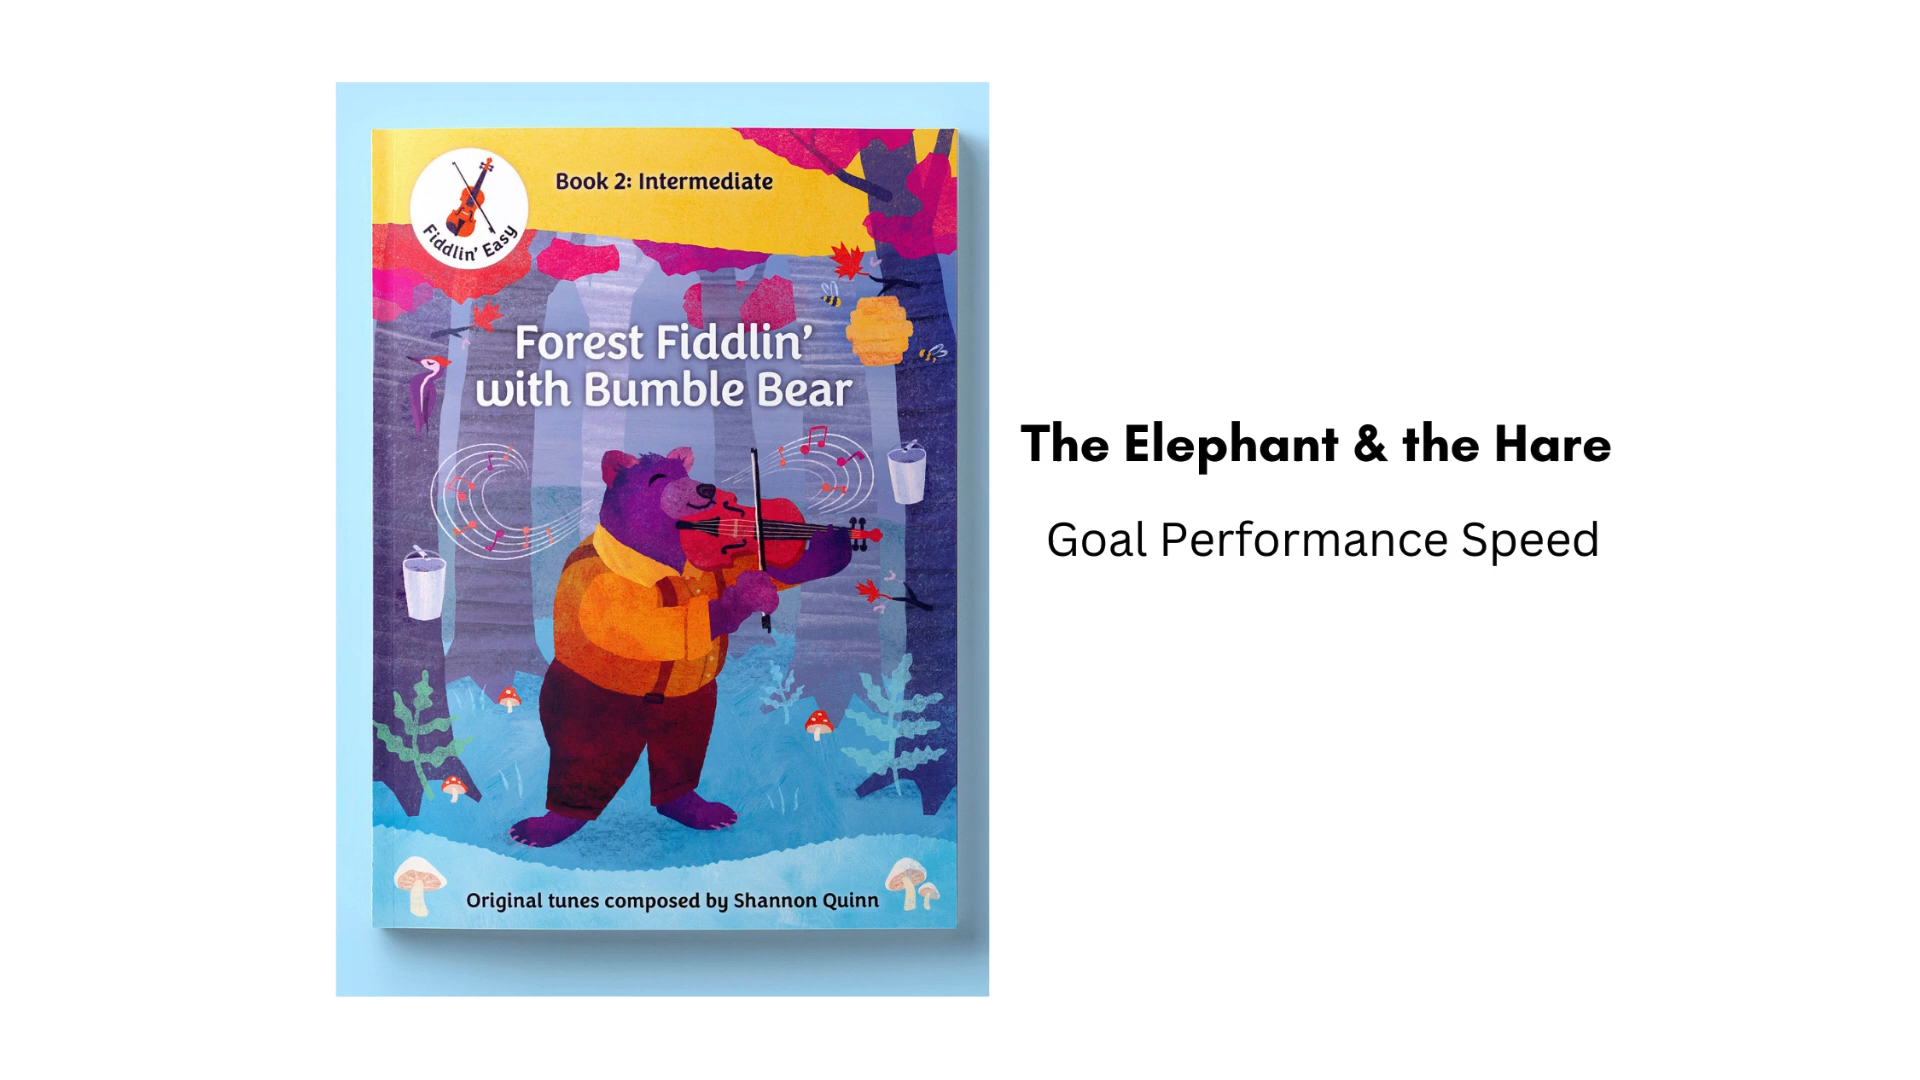 Book 2: Intermediate
Fiddlin' Easy
Forest Fiddlin'
with Bumble Bear
Original tunes composed by Shannon Quinn
The Elephant & the Hare
Goal Performance Speed